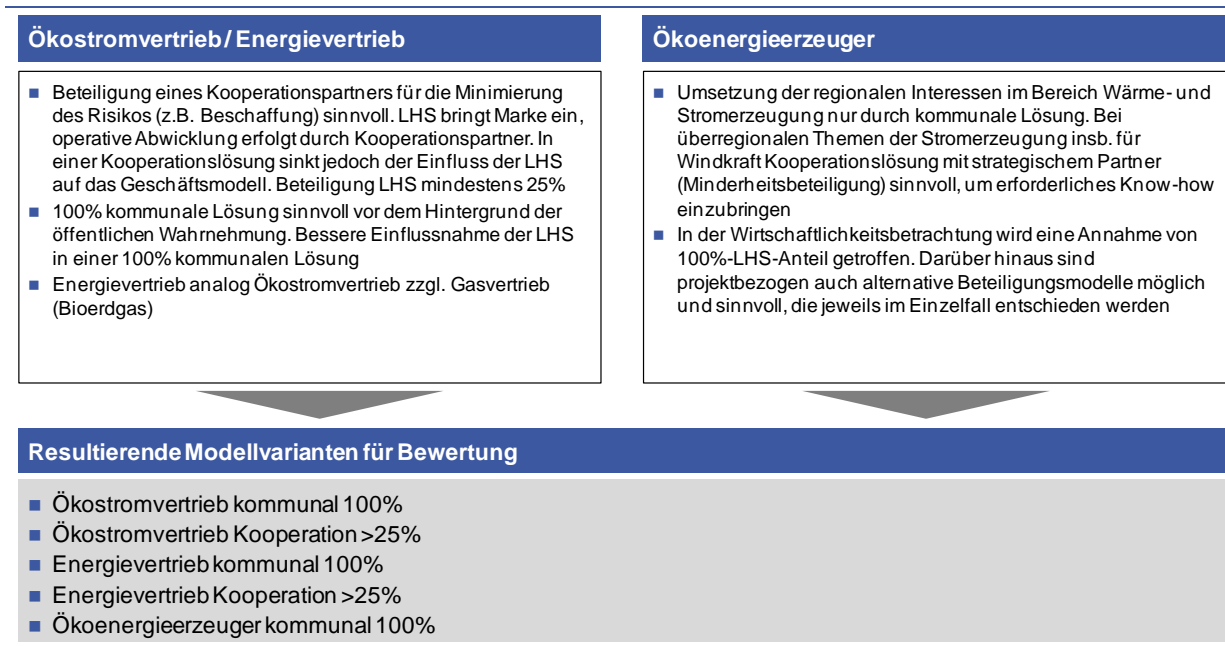 Ökostromvertrieb / Energievertrieb
■ Beteiligung eines Kooperationspartners für die Minimierung
des Risikos (z.B. Beschaffung) sinnvoll. LHS bringt Marke ein,
operative Abwicklung erfolgt durch Kooperationspartner. In
einer Kooperationslösung sinkt jedoch der Einfluss der LHS
auf das Geschäftsmodell. Beteiligung LHS mindestens 25%
■ 100% kommunale Lösung sinnvoll vor dem Hintergrund der
öffentlichen Wahrnehmung. Bessere Einflussnahme der LHS
in einer 100% kommunalen Lösung
■ Energievertrieb analog Ökostromvertrieb zzgl. Gasvertrieb
(Bioerdgas)
Ökoenergieerzeuger
■ Umsetzung der regionalen Interessen im Bereich Wärme- und
Stromerzeugung nur durch kommunale Lösung. Bei
überregionalen Themen der Stromerzeugung insb. für
Windkraft Kooperationslösung mit strategischem Partner
(Minderheitsbeteiligung) sinnvoll, um erforderliches Know-how
einzubringen
■ In der Wirtschaftlichkeitsbetrachtung wird eine Annahme von
100%-LHS-Anteil getroffen. Darüber hinaus sind
projektbezogen auch alternative Beteiligungsmodelle möglich
und sinnvoll, die jeweils im Einzelfall entschieden werden
Resultierende Modellvarianten für Bewertung
■ Ökostromvertrieb kommunal 100%
■ Ökostromvertrieb Kooperation >25%
■ Energievertrieb kommunal 100%
■ Energievertrieb Kooperation >25%
■ Ökoenergieerzeuger kommunal 100%